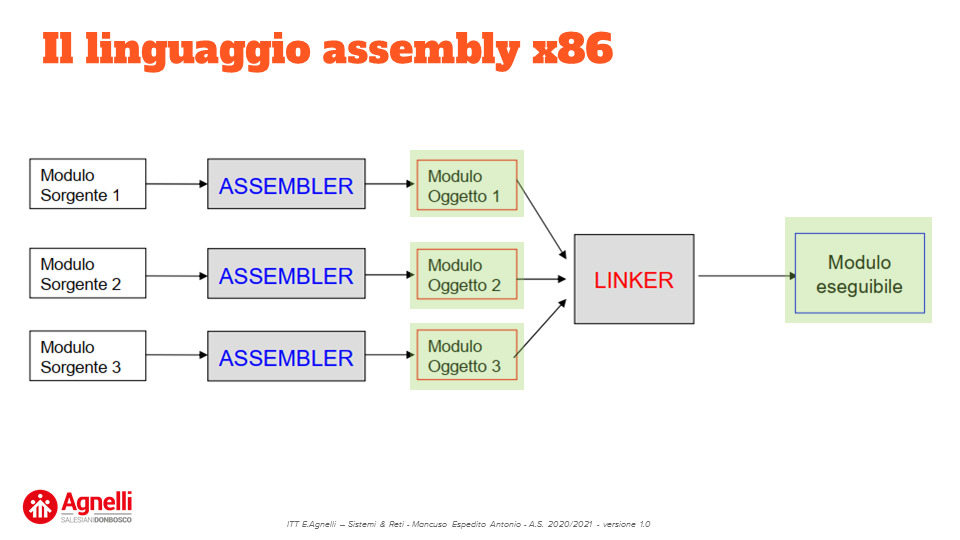 Il linguaggio assembly x86
Modulo
Sorgente 1
ASSEMBLER
Modulo
Oggetto 1
Modulo
Sorgente 2
ASSEMBLER
Modulo
Oggetto 2
LINKER
Modulo
eseguibile
Modulo
Sorgente 3
ASSEMBLER
Modulo
Oggetto 3
Agnelli
SALESIANIDONBOSCO
ITT E.Agnelli – Sistemi & Reti - Mancuso Espedito Antonio - A.S. 2020/2021 - versione 1.0